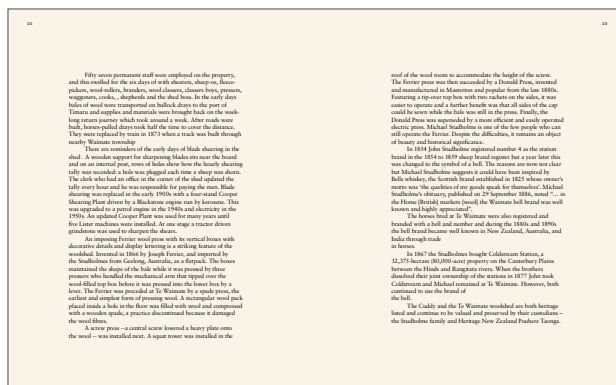 22
Fifty seven permanent staff were employed on the property,
and this swelled for the six days of with shearers, sheep-os, fleece-
pickers, wool-rollers, branders, wool classers, classers boys, pressers,
waggoners, cooks, , shepherds and the shed boss. In the early days
bales of wool were transported on bullock drays to the port of
Timaru and supplies and materials were brought back on the week-
long return journey which took around a week. After roads were
built, horses-pulled drays took half the time to cover the distance.
They were replaced by train in 1873 when a track was built through
nearby Waimate township
There are reminders of the early days of blade shearing in the
shed . A wooden support for sharpening blades sits near the board
and on an internal post, rows of holes show how the hourly shearing
tally was recorded: a hole was plugged each time a sheep was shorn.
The clerk who had an office in the corner of the shed updated the
tally every hour and he was responsible for paying the men. Blade
shearing was replaced in the early 1900s with a four-stand Cooper
Shearing Plant driven by a Blackstone engine run by kerosene. This
was upgraded to a petrol engine in the 1940s and electricity in the
1950s. An updated Cooper Plant was used for many years until
five Lister machines were installed. At one stage a tractor driven
grindstone was used to sharpen the shears.
An imposing Ferrier wool press with its vertical boxes with
decorative details and display lettering is a striking feature of the
woolshed. Invented in 1866 by Joseph Ferrier, and imported by
the Studholmes from Geelong, Australia, as a flatpack. The boxes
maintained the shape of the bale while it was pressed by three
pressers who handled the mechanical arm that tipped over the
wool-filled top box before it was pressed into the lower box by a
lever. The Ferrier was preceded at Te Waimate by a spade press, the
earliest and simplest form of pressing wool. A rectangular wool pack
placed inside a hole in the floor was filled with wool and compressed
with a wooden spade, a practice discontinued because it damaged
the wool fibres.
A screw press --a central screw lowered a heavy plate onto
the wool -- was installed next. A squat tower was installed in the
23
roof of the wool room to accommodate the height of the screw.
The Ferrier press was then succeeded by a Donald Press, invented
and manufactured in Masterton and popular from the late 1880s.
Featuring a tip-over top box with two rachets on the sides, it was
easier to operate and a further benefit was that all sides of the cap
could be sewn while the bale was still in the press. Finally, the
Donald Press was superseded by a more efficient and easily operated
electric press. Michael Studholme is one of the few people who can
still operate the Ferrier. Despite the difficulties, it remains an object
of beauty and historical significance.
In 1854 John Studholme registered number 4 as the station
brand in the 1854 to 1859 sheep brand register but a year later this
was changed to the symbol of a bell. The reasons are now not clear
but Michael Studholme suggests it could have been inspired by
Bells whiskey, the Scottish brand established in 1825 whose owner's
motto was 'the qualities of my goods speak for themselves'. Michael
Studholme's obituary, published on 29 September 1886, noted "… in
the Home [British] markets [wool] the Waimate bell brand was well
known and highly appreciated".
The horses bred at Te Waimate were also registered and
branded with a bell and number and during the 1880s and 1890s
the bell brand became well known in New Zealand, Australia, and
India through trade
in horses.
In 1867 the Studholmes bought Coldstream Station, a
32,375-hectare (80,000-acre) property on the Canterbury Plains
between the Hinds and Rangitata rivers. When the brothers
dissolved their joint ownership of the stations in 1877 John took
Coldstream and Michael remained at Te Waimate. However, both
continued to use the brand of
the bell.
The Cuddy and the Te Waimate woolshed are both heritage
listed and continue to be valued and preserved by their custodians –
the Studholme family and Heritage New Zealand Pouhere Taonga.